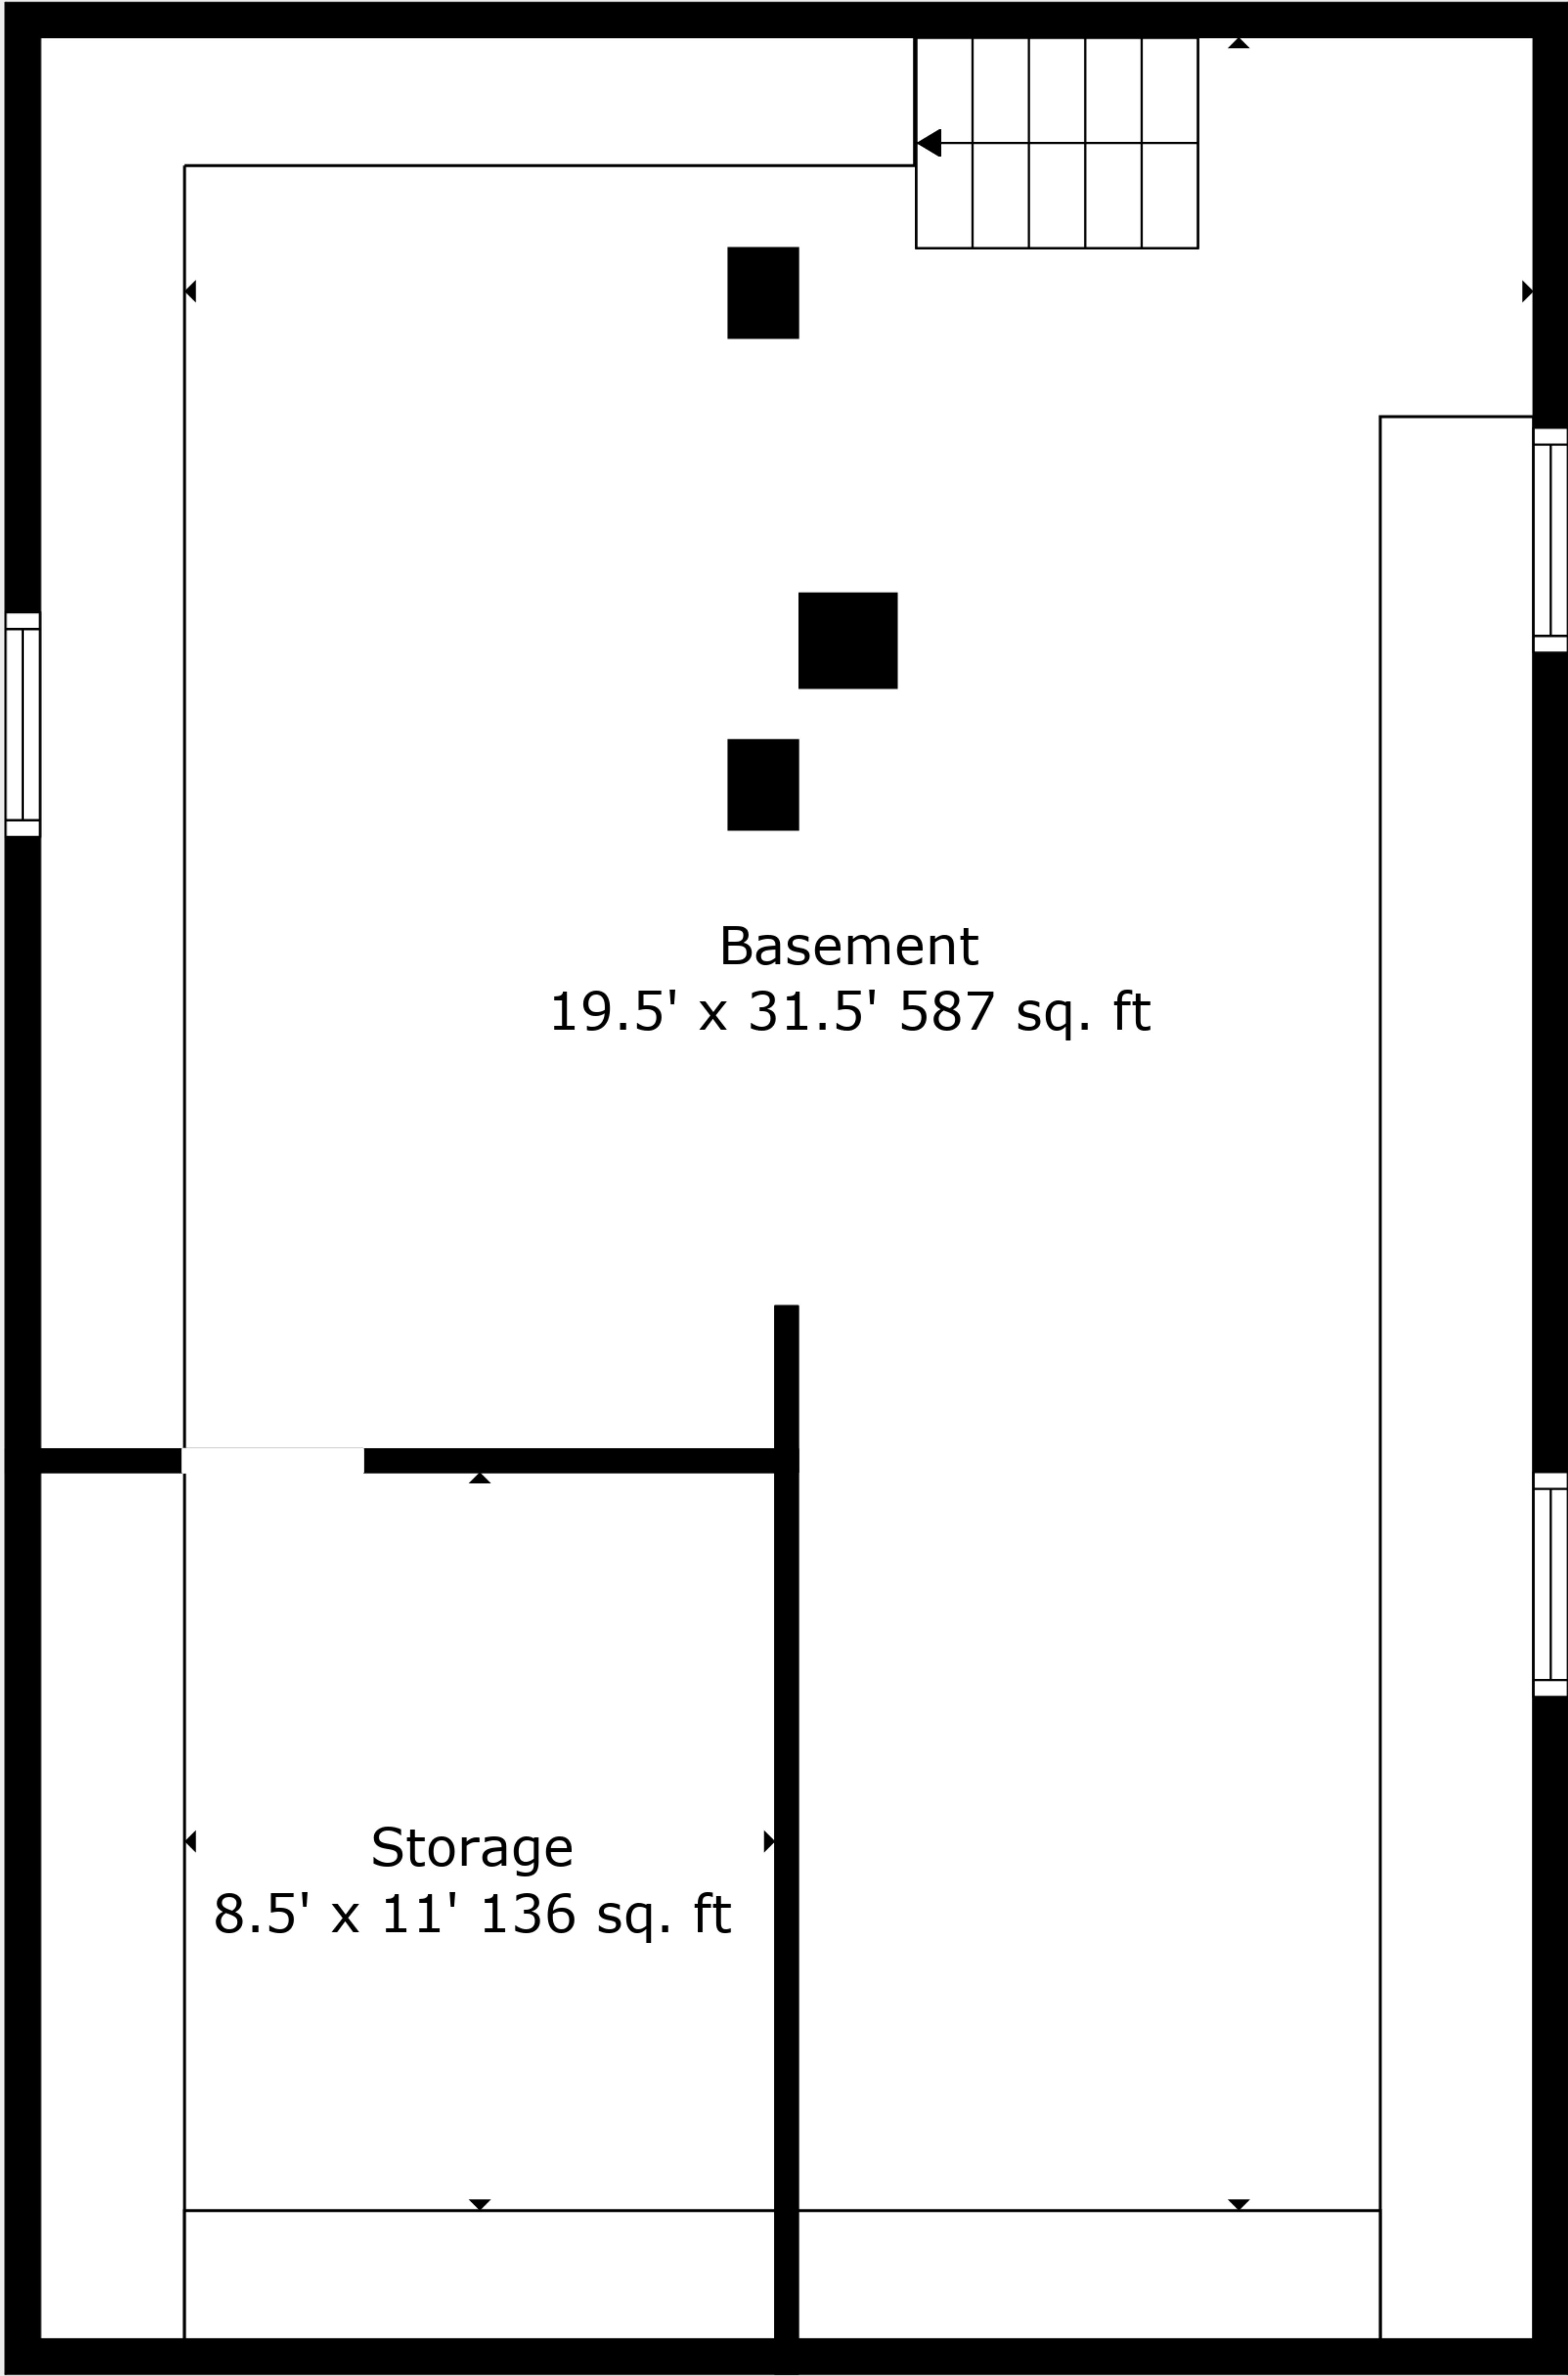 Basement
19.5' x 31.5' 587 sq. ft
Storage
8.5' x 11' 136 sq. ft